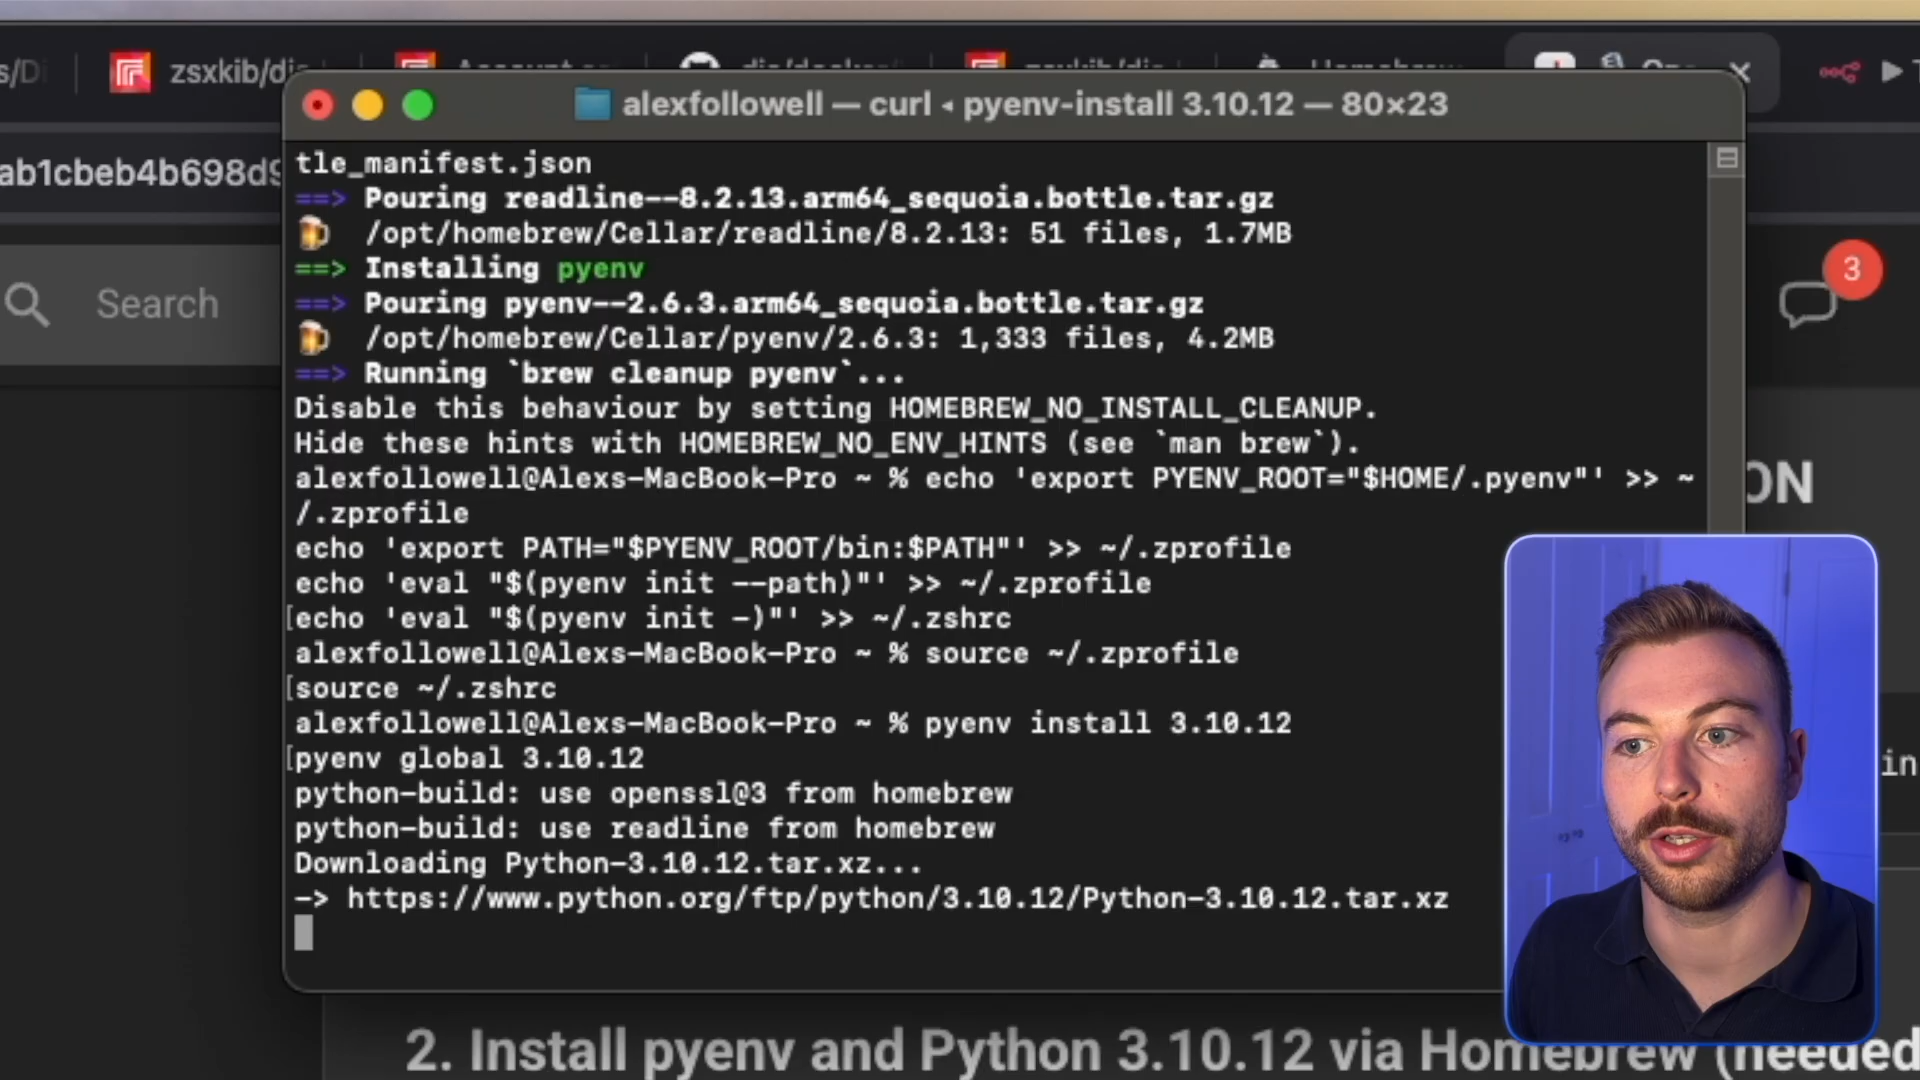 s/Di
zsxkib/dis
ab1cbeb4b698d9
Search
3
alexfollowell — curl ◂ pyenv-install 3.10.12 — 80×23
tle_manifest.json
==> Pouring readline--8.2.13.arm64_sequoia.bottle.tar.gz
🍺 /opt/homebrew/Cellar/readline/8.2.13: 51 files, 1.7MB
==> Installing pyenv
==> Pouring pyenv--2.6.3.arm64_sequoia.bottle.tar.gz
🍺 /opt/homebrew/Cellar/pyenv/2.6.3: 1,333 files, 4.2MB
==> Running `brew cleanup pyenv`...
Disable this behaviour by setting HOMEBREW_NO_INSTALL_CLEANUP.
Hide these hints with HOMEBREW_NO_ENV_HINTS (see `man brew`).
alexfollowell@Alexs-MacBook-Pro ~ % echo 'export PYENV_ROOT="$HOME/.pyenv"' >> ~
/.zprofile
echo 'export PATH="$PYENV_ROOT/bin:$PATH"' >> ~/.zprofile
echo 'eval "$(pyenv init --path)"' >> ~/.zprofile
[echo 'eval "$(pyenv init -)"' >> ~/.zshrc
alexfollowell@Alexs-MacBook-Pro ~ % source ~/.zprofile
[source ~/.zshrc
alexfollowell@Alexs-MacBook-Pro ~ % pyenv install 3.10.12
[pyenv global 3.10.12
python-build: use openssl@3 from homebrew
python-build: use readline from homebrew
Downloading Python-3.10.12.tar.xz...
-> https://www.python.org/ftp/python/3.10.12/Python-3.10.12.tar.xz
ON
in
2. Install pyenv and Python 3.10.12 via Homebrew (needed